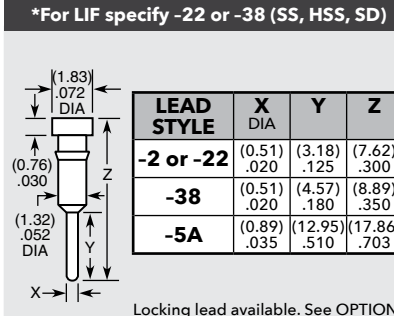 *For LIF specify –22 or –38 (SS, HSS, SD)
(1.83)
.072
DIA
(0.76)
.030
Z
(1.32)
.052
DIA
Y
X
LEAD STYLE X DIA Y Z
–2 or –22 (0.51) .020 (3.18) .125 (7.62) .300
–38 (0.51) .020 (4.57) .180 (8.89) .350
–5A (0.89) .035 (12.95) .510 (17.86 .703
Locking lead available. See OPTION